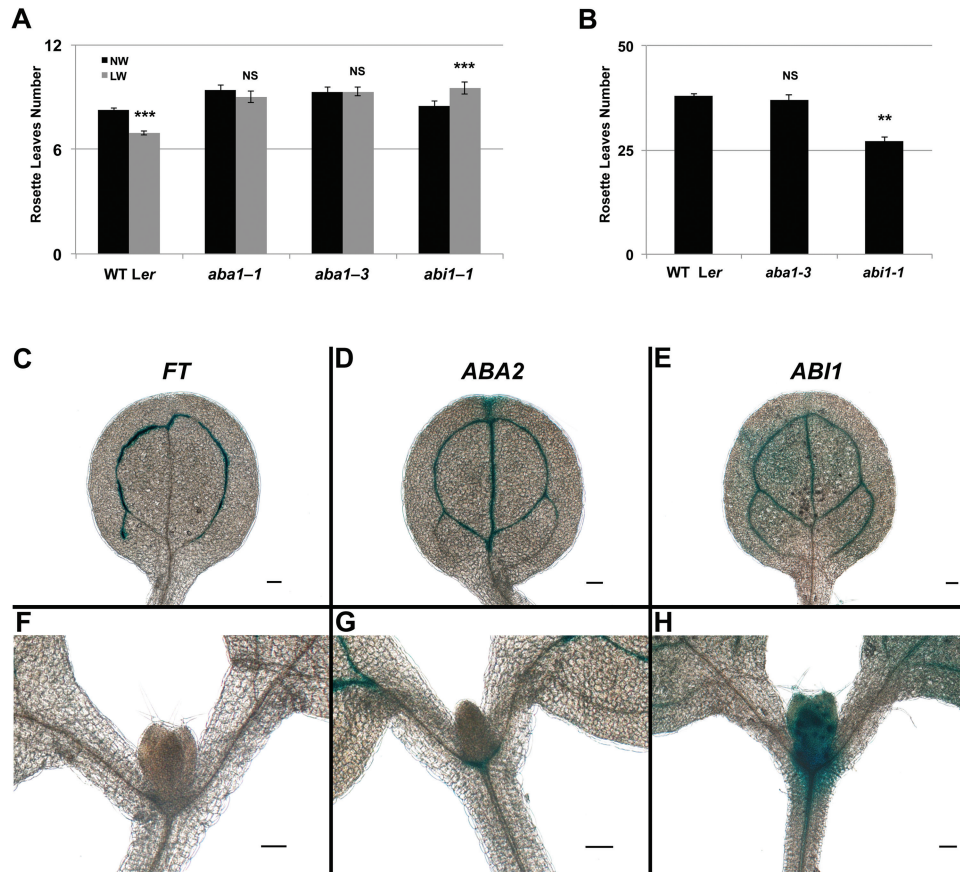 A
Rosette Leaves Number
12
6
0
NW
LW
***
NS
NS
***
WT Ler
aba1–1
aba1–3
abi1–1
B
Rosette Leaves Number
50
25
0
NS
**
WT Ler
aba1-3
abi1-1
C
FT
D
ABA2
E
ABI1
F
G
H